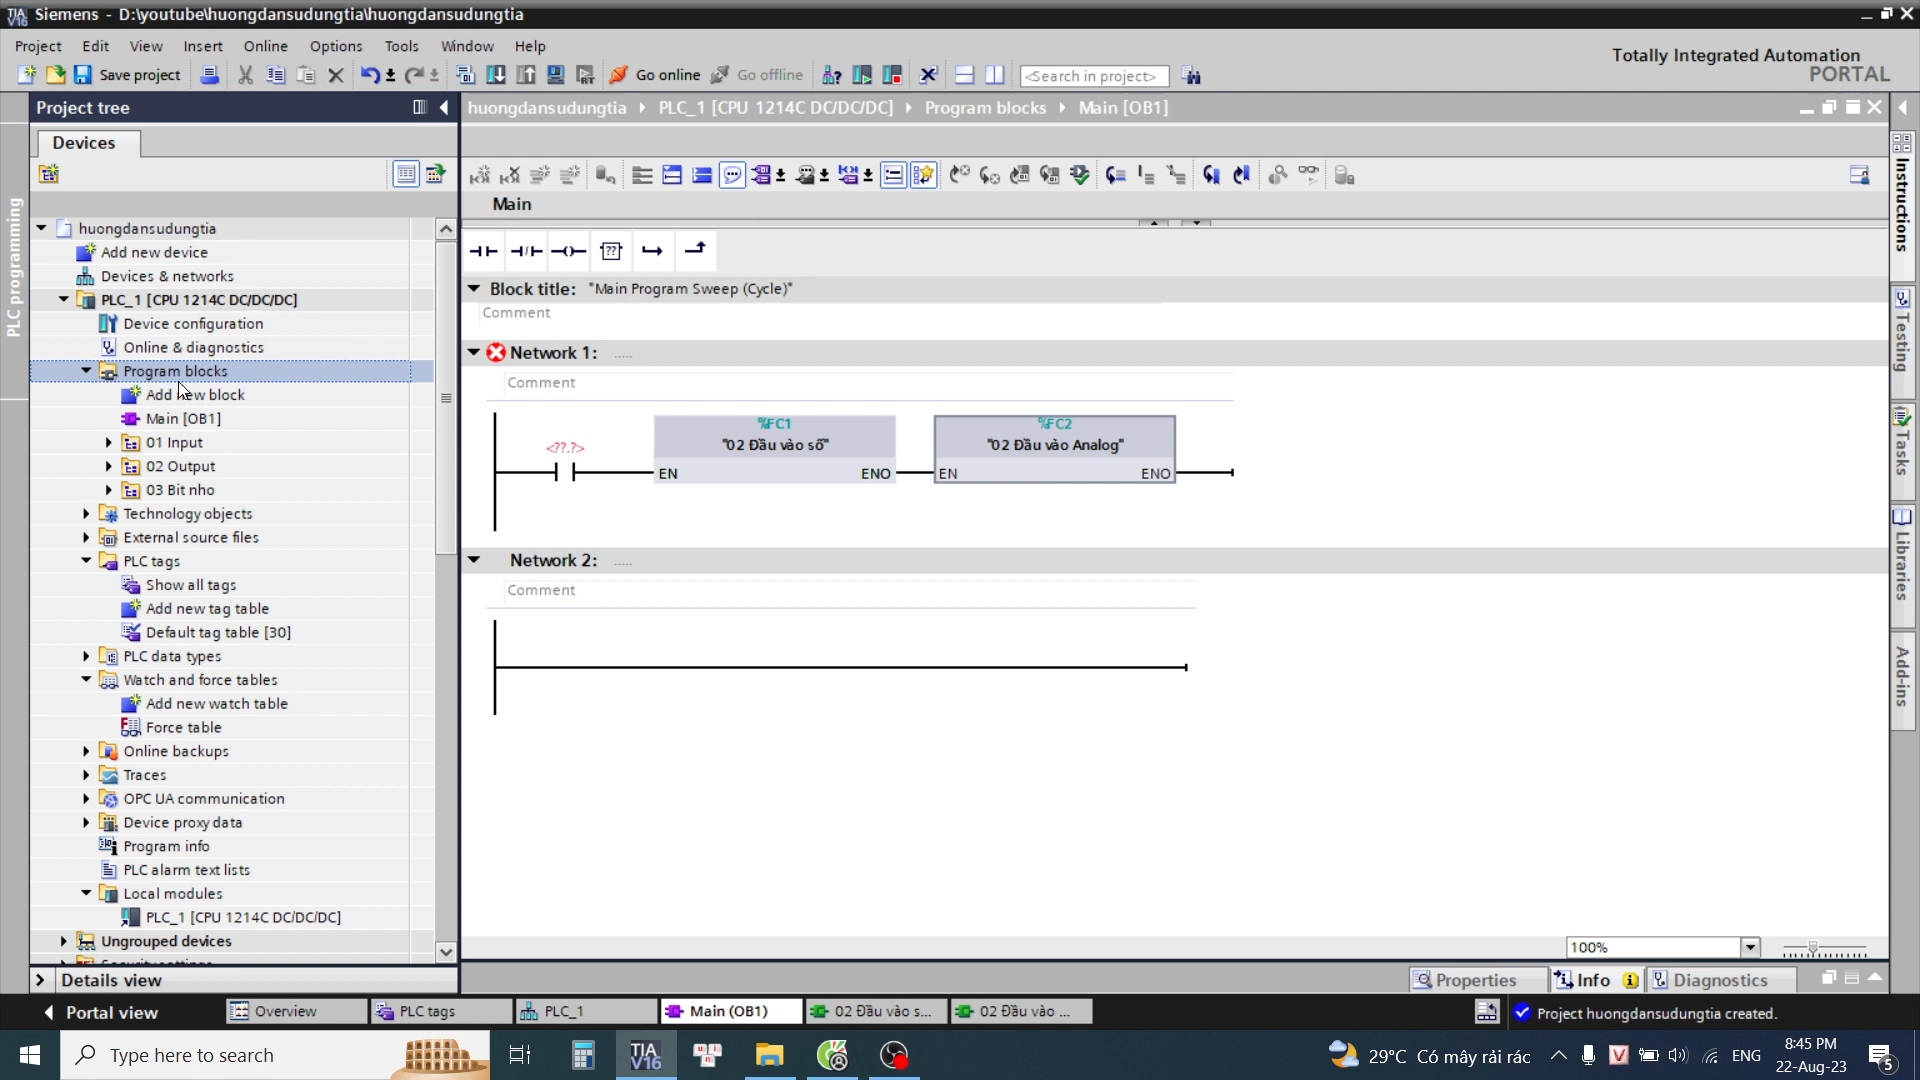 Siemens - D:\youtube\huongdansudungtia\huongdansudungtia
Project Edit View Insert Online Options Tools Window Help
Totally Integrated Automation
PORTAL
Save project
Go online
Go offline
<Search in project>
Project tree
huongdansudungtia PLC_1 [CPU 1214C DC/DC/DC] Program blocks Main [OB1]
Devices
Main
PLC programming
huongdansudungtia
Add new device
Devices & networks
PLC_1 [CPU 1214C DC/DC/DC]
Device configuration
Online & diagnostics
Program blocks
Add new block
Main [OB1]
01 Input
02 Output
03 Bit nho
Technology objects
External source files
PLC tags
Show all tags
Add new tag table
Default tag table [30]
PLC data types
Watch and force tables
Add new watch table
Force table
Online backups
Traces
OPC UA communication
Device proxy data
Program info
PLC alarm text lists
Local modules
PLC_1 [CPU 1214C DC/DC/DC]
Ungrouped devices
Details view
??
Block title: "Main Program Sweep (Cycle)"
Comment
Network 1: .....
Comment
<??.?>
%FC1
"02 Đầu vào số"
EN ENO
%FC2
"02 Đầu vào Analog"
EN ENO
Network 2: .....
Comment
100%
Properties
Info
Diagnostics
Instructions
Testing
Tasks
Libraries
Add-ins
Portal view
Overview
PLC tags
PLC_1
Main (OB1)
02 Đầu vào s...
02 Đầu vào ...
Project huongdansudungtia created.
Type here to search
TIA
V16
29°C Có mây rải rác
ENG
8:45 PM
22-Aug-23
5